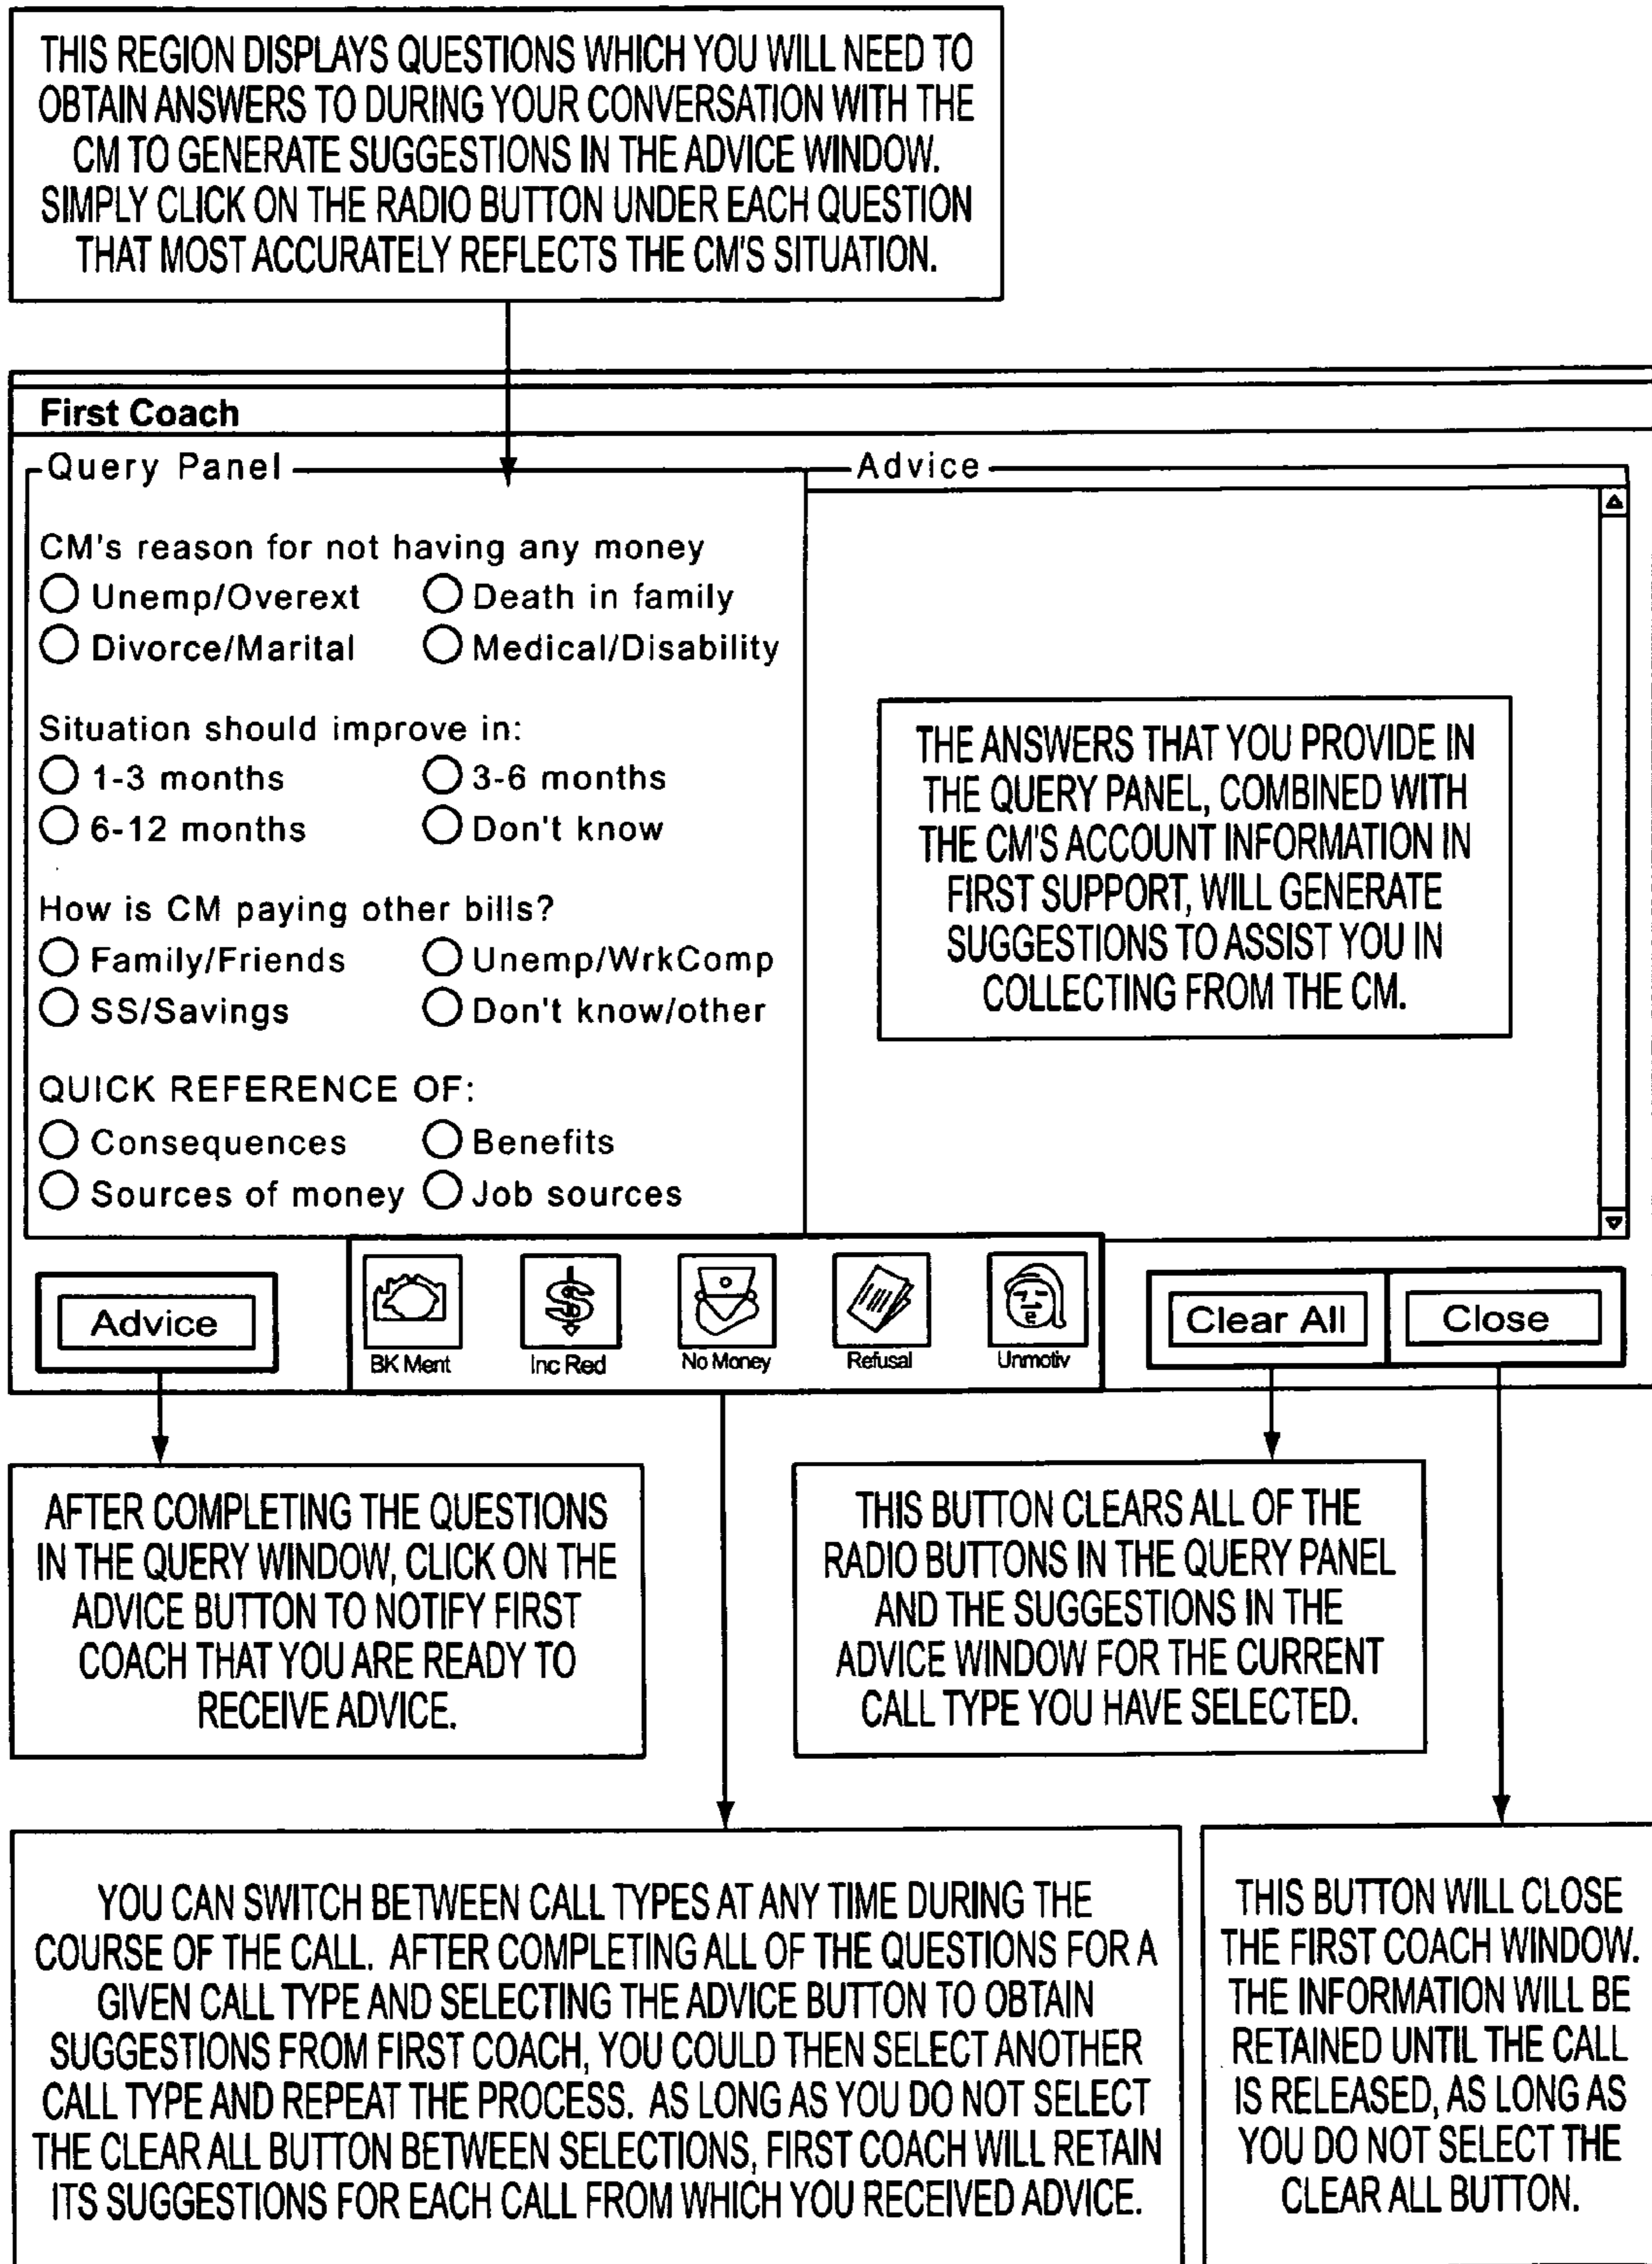 THIS REGION DISPLAYS QUESTIONS WHICH YOU WILL NEED TO
OBTAIN ANSWERS TO DURING YOUR CONVERSATION WITH THE
CM TO GENERATE SUGGESTIONS IN THE ADVICE WINDOW.
SIMPLY CLICK ON THE RADIO BUTTON UNDER EACH QUESTION
THAT MOST ACCURATELY REFLECTS THE CM'S SITUATION.
First Coach
Query Panel
CM's reason for not having any money
Unemp/Overext Death in family
Divorce/Marital Medical/Disability
Situation should improve in:
1-3 months 3-6 months
6-12 months Don't know
How is CM paying other bills?
Family/Friends Unemp/WrkComp
SS/Savings Don't know/other
QUICK REFERENCE OF:
Consequences Benefits
Sources of money Job sources
Advice
THE ANSWERS THAT YOU PROVIDE IN
THE QUERY PANEL, COMBINED WITH
THE CM'S ACCOUNT INFORMATION IN
FIRST SUPPORT, WILL GENERATE
SUGGESTIONS TO ASSIST YOU IN
COLLECTING FROM THE CM.
Advice
BK Ment Inc Red No Money Refusal Unmotiv
Clear All Close
AFTER COMPLETING THE QUESTIONS
IN THE QUERY WINDOW, CLICK ON THE
ADVICE BUTTON TO NOTIFY FIRST
COACH THAT YOU ARE READY TO
RECEIVE ADVICE.
THIS BUTTON CLEARS ALL OF THE
RADIO BUTTONS IN THE QUERY PANEL
AND THE SUGGESTIONS IN THE
ADVICE WINDOW FOR THE CURRENT
CALL TYPE YOU HAVE SELECTED.
YOU CAN SWITCH BETWEEN CALL TYPES AT ANY TIME DURING THE
COURSE OF THE CALL. AFTER COMPLETING ALL OF THE QUESTIONS FOR A
GIVEN CALL TYPE AND SELECTING THE ADVICE BUTTON TO OBTAIN
SUGGESTIONS FROM FIRST COACH, YOU COULD THEN SELECT ANOTHER
CALL TYPE AND REPEAT THE PROCESS. AS LONG AS YOU DO NOT SELECT
THE CLEAR ALL BUTTON BETWEEN SELECTIONS, FIRST COACH WILL RETAIN
ITS SUGGESTIONS FOR EACH CALL FROM WHICH YOU RECEIVED ADVICE.
THIS BUTTON WILL CLOSE
THE FIRST COACH WINDOW.
THE INFORMATION WILL BE
RETAINED UNTIL THE CALL
IS RELEASED, AS LONG AS
YOU DO NOT SELECT THE
CLEAR ALL BUTTON.